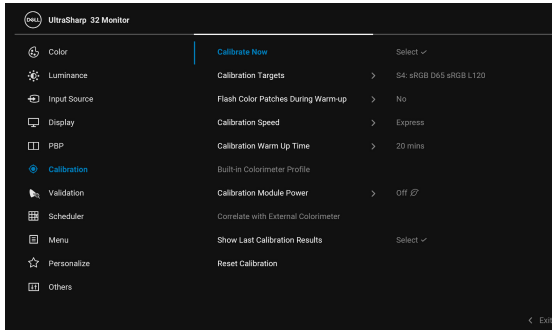 DELL UltraSharp 32 Monitor
Color Calibrate Now Select
Luminance Calibration Targets > S4: sRGB D65 sRGB L120
Input Source Flash Color Patches During Warm-up > No
Display Calibration Speed > Express
PBP Calibration Warm Up Time > 20 mins
Calibration Built-in Colorimeter Profile
Validation Calibration Module Power > Off
Scheduler Correlate with External Colorimeter
Menu Show Last Calibration Results Select
Personalize Reset Calibration
Others
< Exit